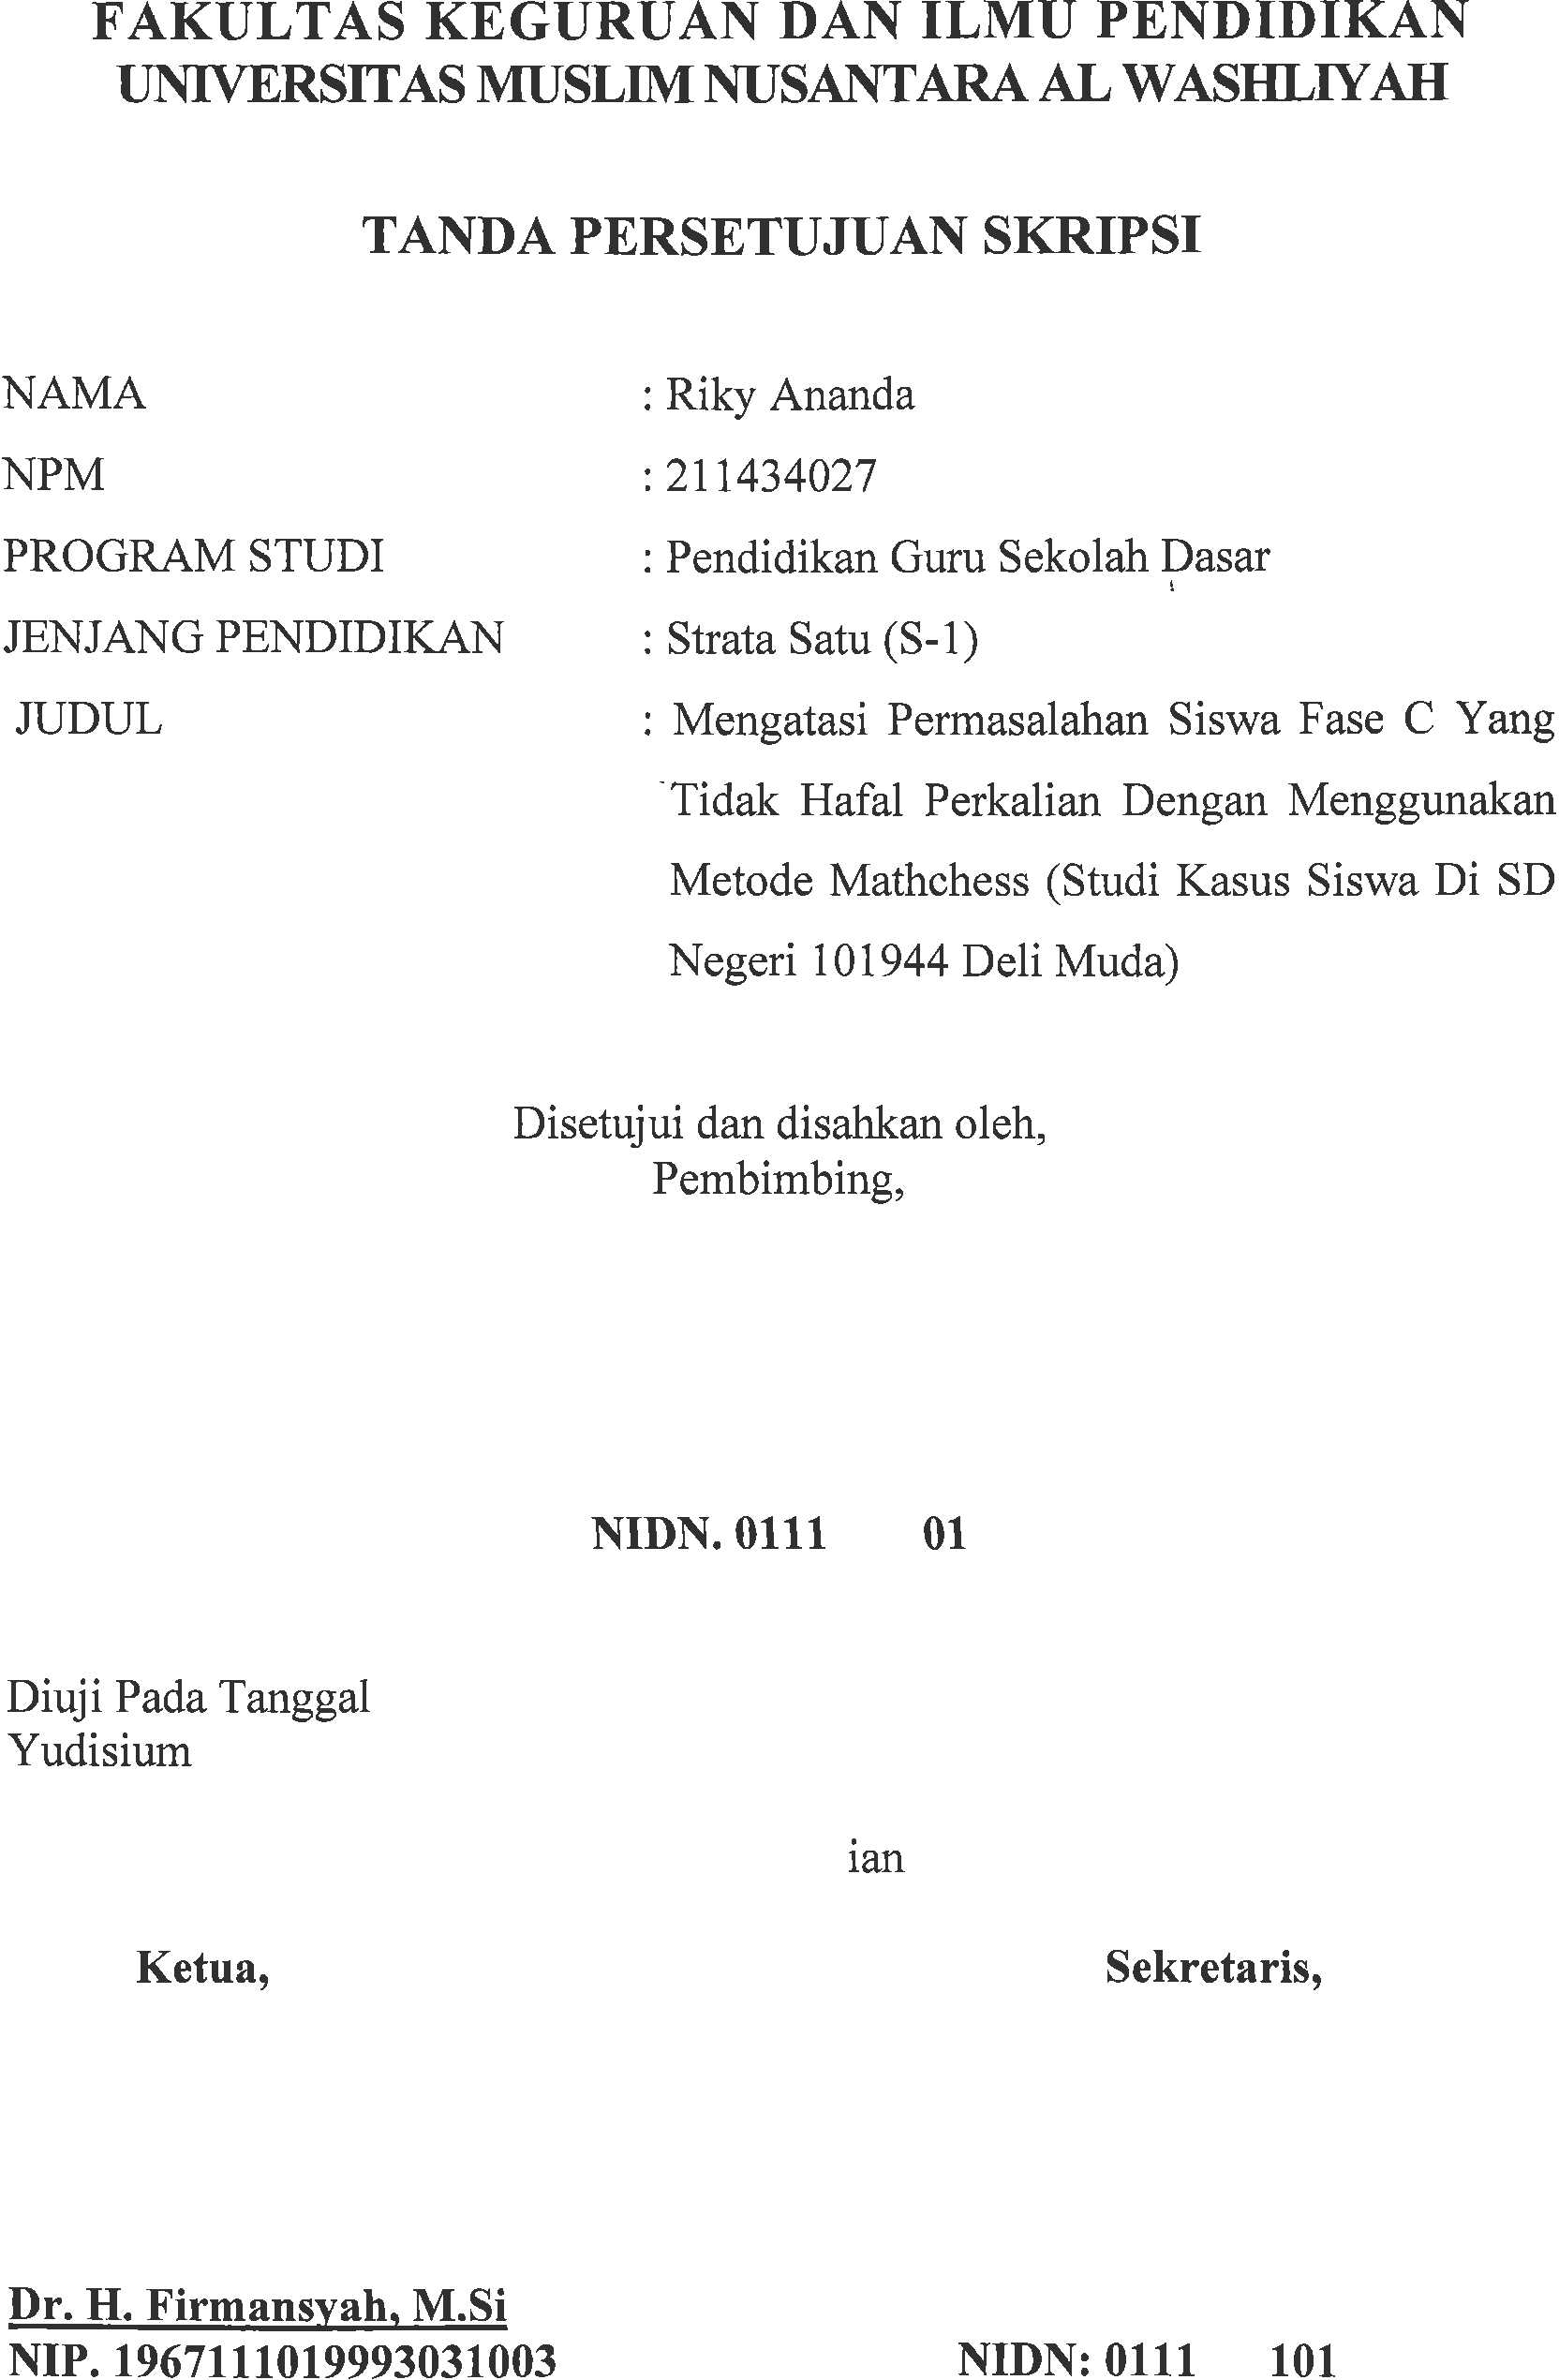 FAKULTAS KEGURUAN DAN ILMU PENDIDIKAN
UNIVERSITAS MUSLIM NUSANTARA AL WASHLIYAH
TANDA PERSETUJUAN SKRIPSI
NAMA : Riky Ananda
NPM : 211434027
PROGRAM STUDI : Pendidikan Guru Sekolah Dasar
JENJANG PENDIDIKAN : Strata Satu (S-1)
JUDUL : Mengatasi Permasalahan Siswa Fase C Yang
Tidak Hafal Perkalian Dengan Menggunakan
Metode Mathchess (Studi Kasus Siswa Di SD
Negeri 101944 Deli Muda)
Disetujui dan disahkan oleh,
Pembimbing,
NIDN. 0111 01
Diuji Pada Tanggal
Yudisium
ian
Ketua, Sekretaris,
Dr. H. Firmansyah, M.Si
NIP. 1967111019993031003 NIDN: 0111 101